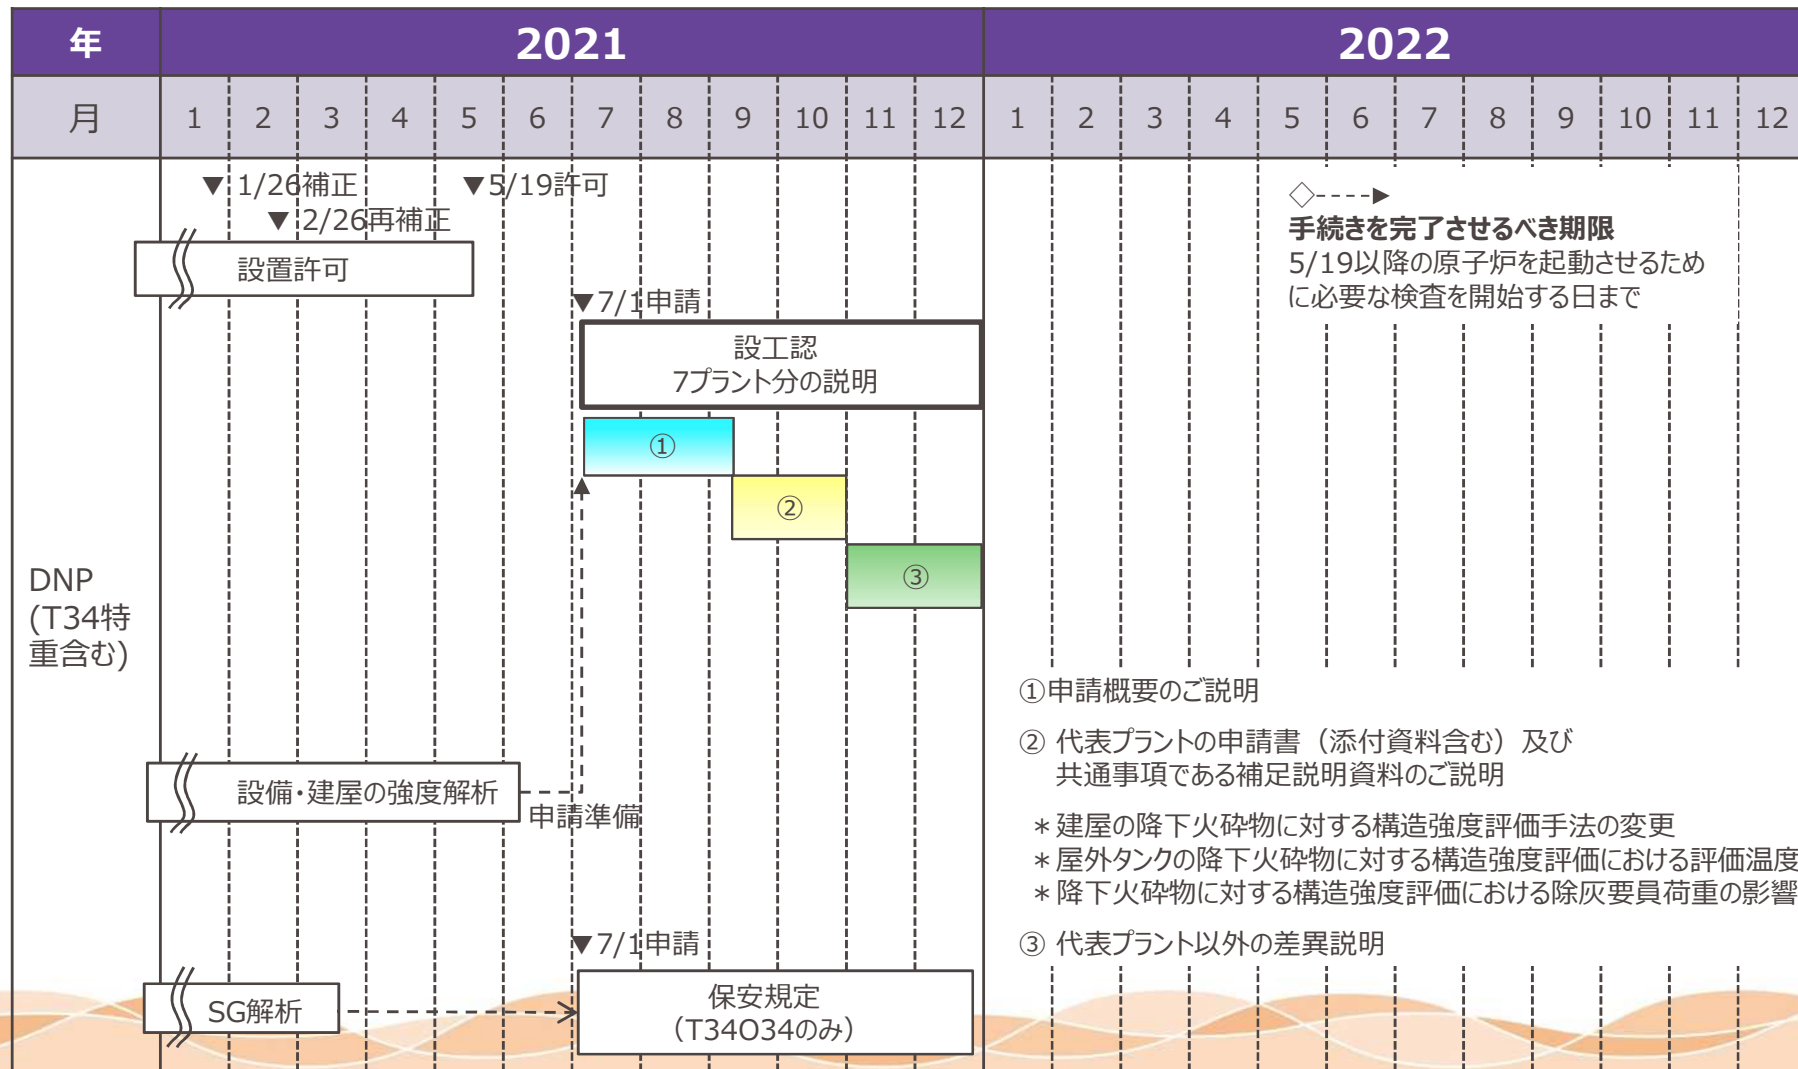 年 2021 2022
月 1 2 3 4 5 6 7 8 9 10 11 12 1 2 3 4 5 6 7 8 9 10 11 12
▼ 1/26補正 ▼5/19許可
▼ 2/26再補正
設置許可
◇----▶
手続きを完了させるべき期限
5/19以降の原子炉を起動させるため
に必要な検査を開始する日まで
▼7/1申請
設工認
7プラント分の説明
①
②
③
DNP
(T34特
重含む)
①申請概要のご説明
② 代表プラントの申請書（添付資料含む）及び
共通事項である補足説明資料のご説明
＊建屋の降下火砕物に対する構造強度評価手法の変更
＊屋外タンクの降下火砕物に対する構造強度評価における評価温度
＊降下火砕物に対する構造強度評価における除灰要員荷重の影響
③ 代表プラント以外の差異説明
設備・建屋の強度解析
申請準備
▼7/1申請
SG解析
保安規定
（T34O34のみ）